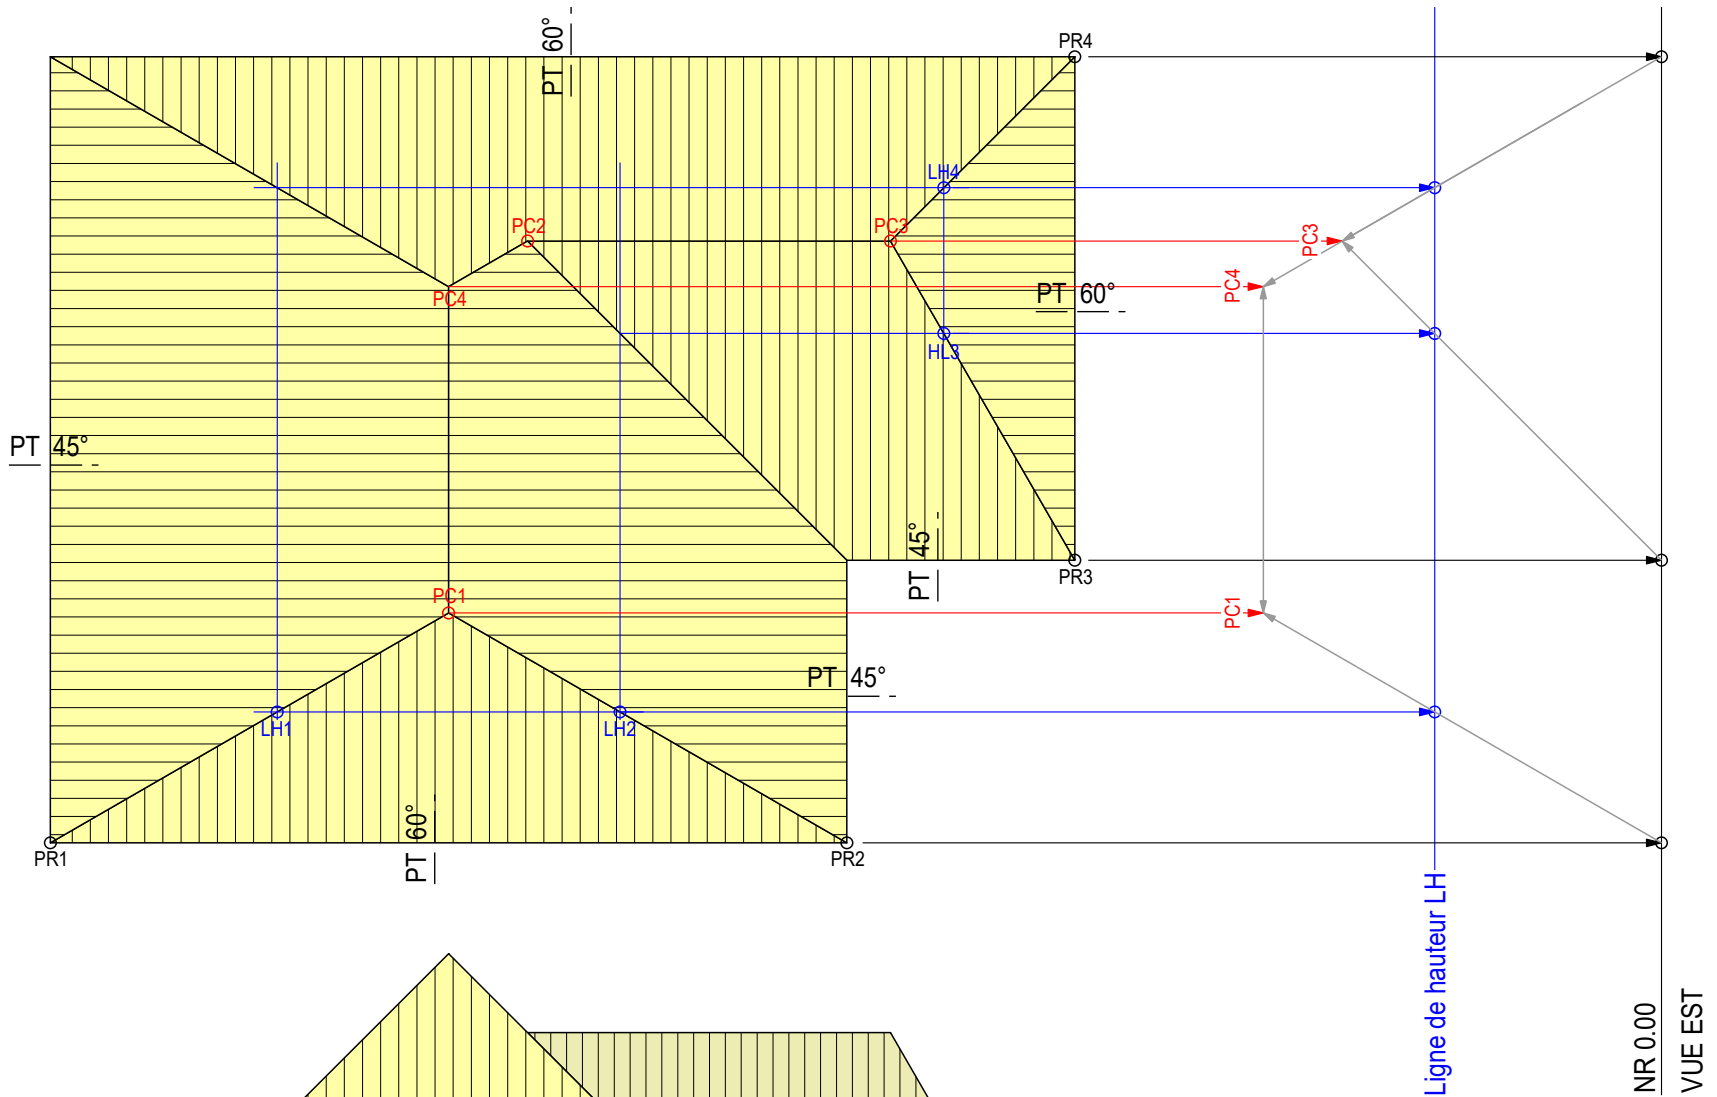 PT 60°
PR4
LH4
PC2
PC3
PC3
PC4
PC4
PT 60°
HL3
PT 45°
PT 45°
PR3
PC1
PC1
PT 45°
LH1
LH2
PT 60°
PR1
PR2
Ligne de hauteur LH
NR 0.00
VUE EST